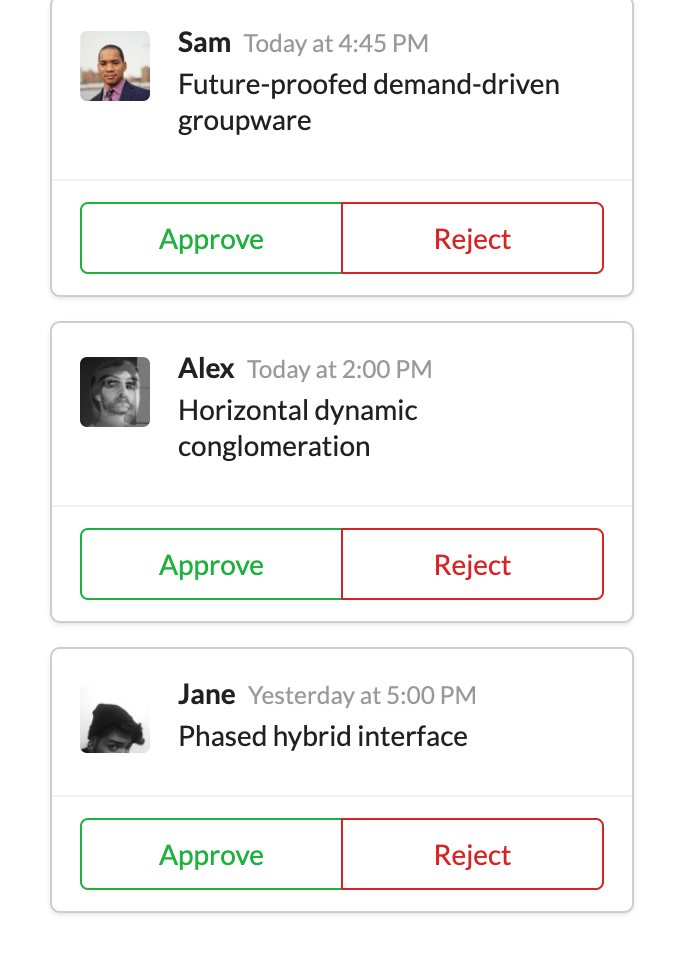 Sam Today at 4:45 PM
Future-proofed demand-driven
groupware
Approve Reject
Alex Today at 2:00 PM
Horizontal dynamic
conglomeration
Approve Reject
Jane Yesterday at 5:00 PM
Phased hybrid interface
Approve Reject